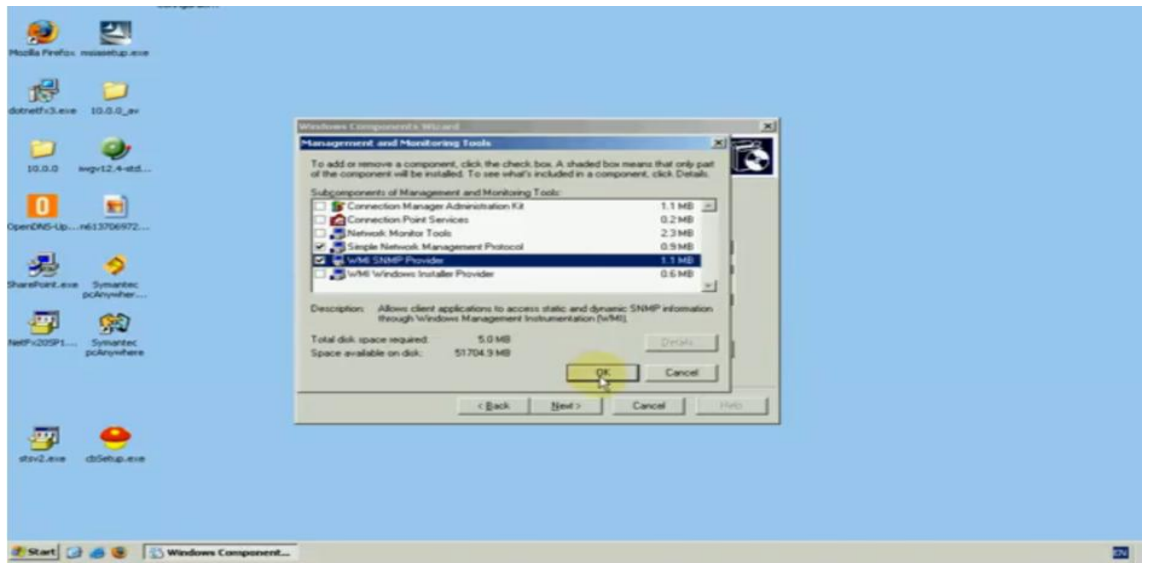 Mozilla Firefox
dotnetfx3.exe
10.0.0_av
10.0.0
iwgv12.4-std...
OpenDNS-Up...
n613706972...
SharePoint.exe
Symantec
pcAnywher...
NetFx20SP1...
Symantec
pcAnywhere
stsv2.exe
cbSetup.exe
Windows Components Wizard
Management and Monitoring Tools
To add or remove a component, click the check box. A shaded box means that only part
of the component will be installed. To see what's included in a component, click Details.
Subcomponents of Management and Monitoring Tools:
Connection Manager Administration Kit 1.1 MB
Connection Point Services 0.2 MB
Network Monitor Tools 2.3 MB
Simple Network Management Protocol 0.9 MB
WMI SNMP Provider 1.1 MB
WMI Windows Installer Provider 0.6 MB
Description: Allows client applications to access static and dynamic SNMP information
through Windows Management Instrumentation (WMI).
Total disk space required: 5.0 MB
Details...
Space available on disk: 51704.9 MB
OK Cancel
< Back Next > Cancel Help
Start
Windows Component...
EN